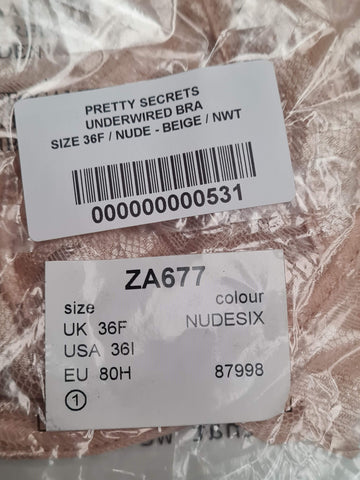 PRETTY SECRETS
UNDERWIRED BRA
SIZE 36F / NUDE - BEIGE / NWT
000000000531
ZA677
size colour
UK 36F NUDESIX
USA 36I
EU 80H 87998
1